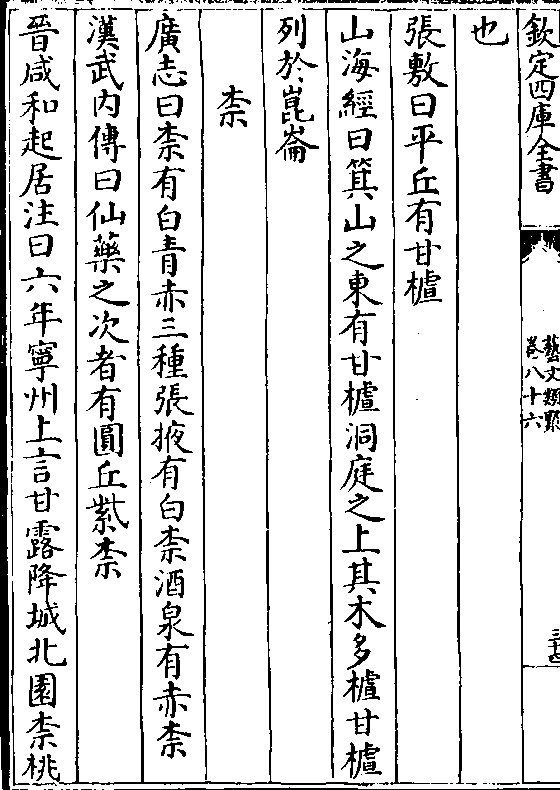 欽定四庫全書
藝文類聚
卷八十六
三十四
也
張敷曰平丘有甘樝
山海經曰箕山之東有甘樝洞庭之上其木多樝甘樝
列於崑崙
柰
廣志曰柰有白青赤三種張掖有白柰酒泉有赤柰
漢武内傳曰仙藥之次者有圓丘紫柰
晉咸和起居注曰六年寧州上言甘露降城北園柰桃